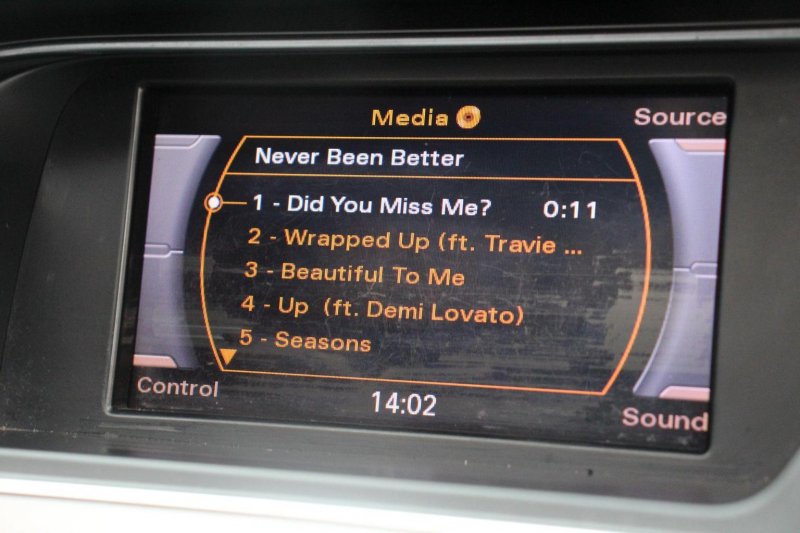 Media Source
Never Been Better
1 - Did You Miss Me? 0:11
2 - Wrapped Up (ft. Travie ...
3 - Beautiful To Me
4 - Up (ft. Demi Lovato)
5 - Seasons
Control 14:02 Sound